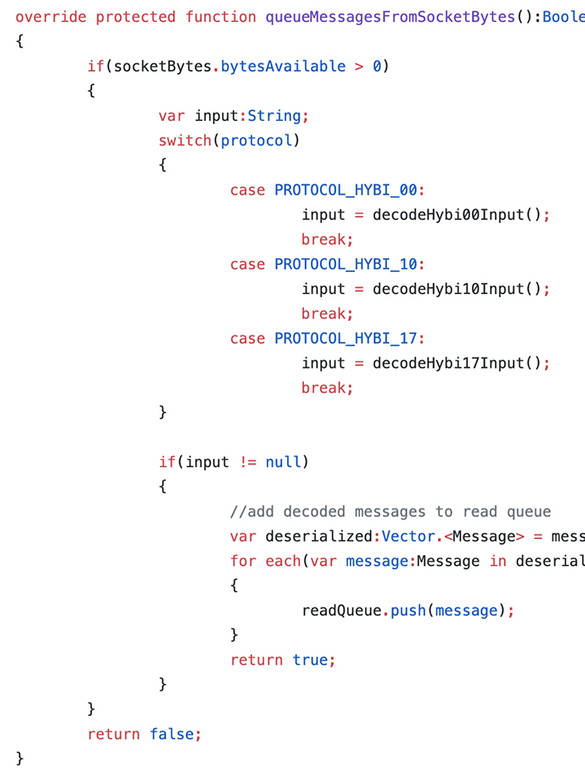 override protected function queueMessagesFromSocketBytes():Boole
{
if(socketBytes.bytesAvailable > 0)
{
var input:String;
switch(protocol)
{
case PROTOCOL_HYBI_00:
input = decodeHybi00Input();
break;
case PROTOCOL_HYBI_10:
input = decodeHybi10Input();
break;
case PROTOCOL_HYBI_17:
input = decodeHybi17Input();
break;
}
if(input != null)
{
//add decoded messages to read queue
var deserialized:Vector.<Message> = mess
for each(var message:Message in deserial
{
readQueue.push(message);
}
return true;
}
}
return false;
}